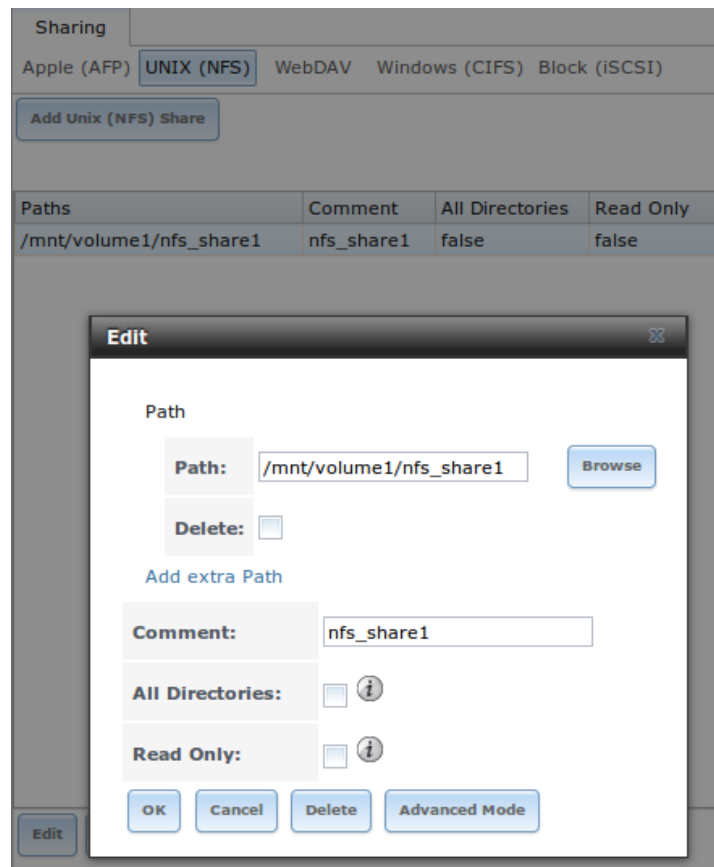 Sharing
Apple (AFP) UNIX (NFS) WebDAV Windows (CIFS) Block (iSCSI)
Add Unix (NFS) Share
Paths Comment All Directories Read Only
/mnt/volume1/nfs_share1 nfs_share1 false false
Edit
Path
Path: /mnt/volume1/nfs_share1 Browse
Delete:
Add extra Path
Comment: nfs_share1
All Directories: i
Read Only: i
OK Cancel Delete Advanced Mode
Edit